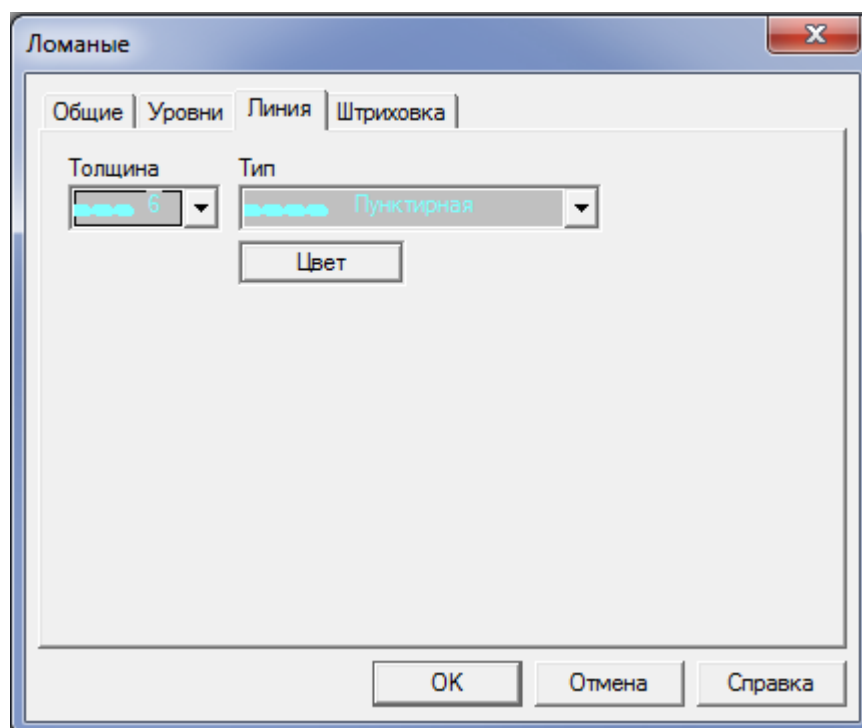 Ломаные
Общие Уровни Линия Штриховка
Толщина Тип
6 Пунктирная
Цвет
OK Отмена Справка